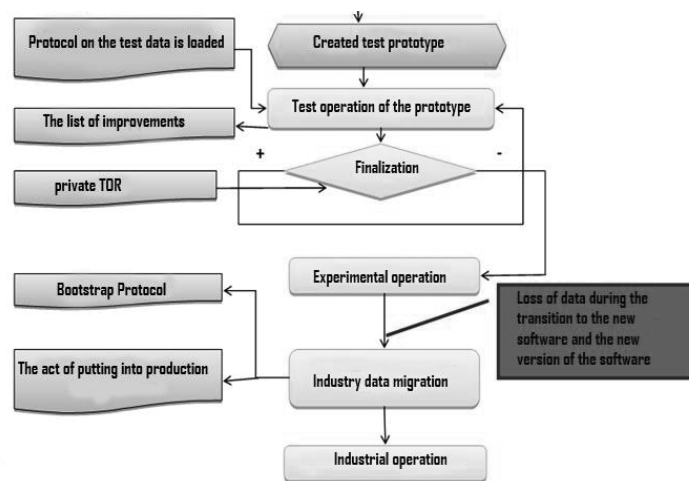 Protocol on the test data is loaded
Created test prototype
Test operation of the prototype
The list of improvements
+
-
Finalization
private TOR
Experimental operation
Bootstrap Protocol
Loss of data during the
transition to the new
software and the new
version of the software
The act of putting into production
Industry data migration
Industrial operation